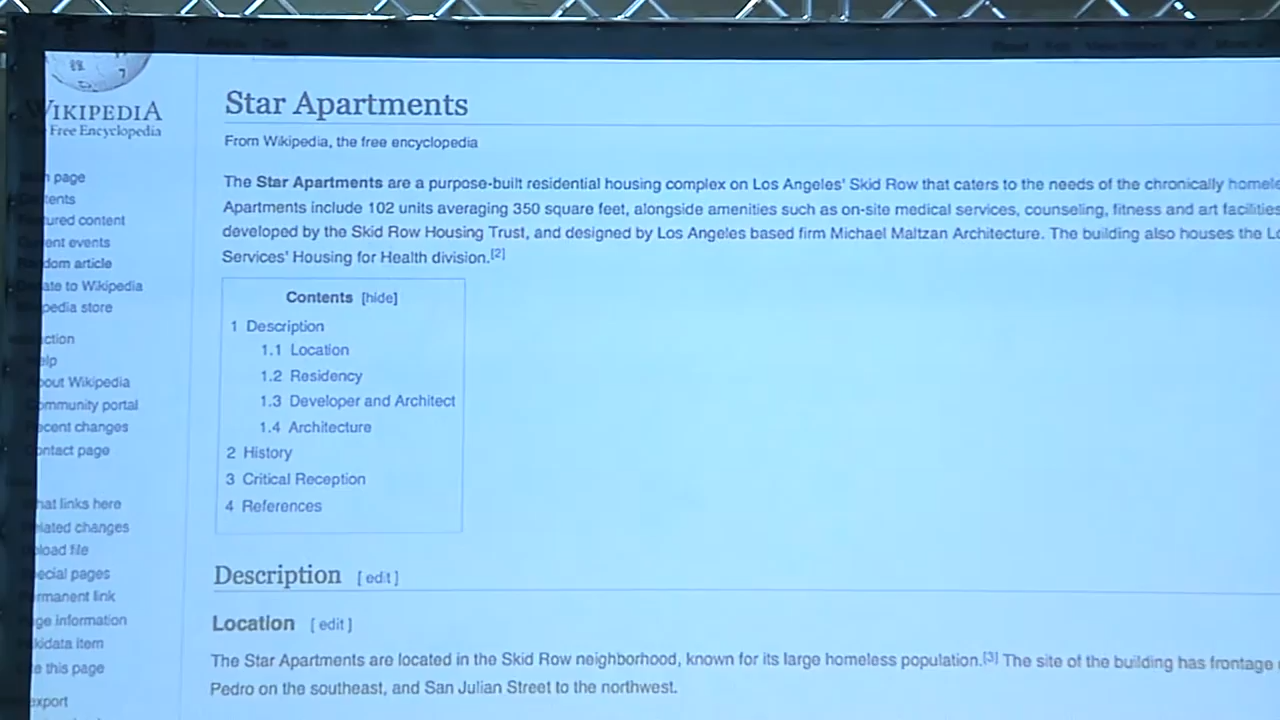 WIKIPEDIA
Free Encyclopedia
page
Star Apartments
From Wikipedia, the free encyclopedia
The Star Apartments are a purpose-built residential housing complex on Los Angeles' Skid Row that caters to the needs of the chronically
Apartments include 102 units averaging 350 square feet, alongside amenities such as on-site medical services, counseling, fitness and art facilities
developed by the Skid Row Housing Trust, and designed by Los Angeles based firm Michael Maltzan Architecture. The building also houses the
Services' Housing for Health division.[2]
Contents [hide]
1 Description
1.1 Location
1.2 Residency
1.3 Developer and Architect
1.4 Architecture
2 History
3 Critical Reception
4 References
Description [edit]
Location [edit]
The Star Apartments are located in the Skid Row neighborhood, known for its large homeless population.[3] The site of the building has frontage
Pedro on the southeast, and San Julian Street to the northwest.
content
events
article
to Wikipedia
store
About Wikipedia
Community portal
Recent changes
Contact page
links here
Related changes
file
Special pages
link
information
item
this page
export